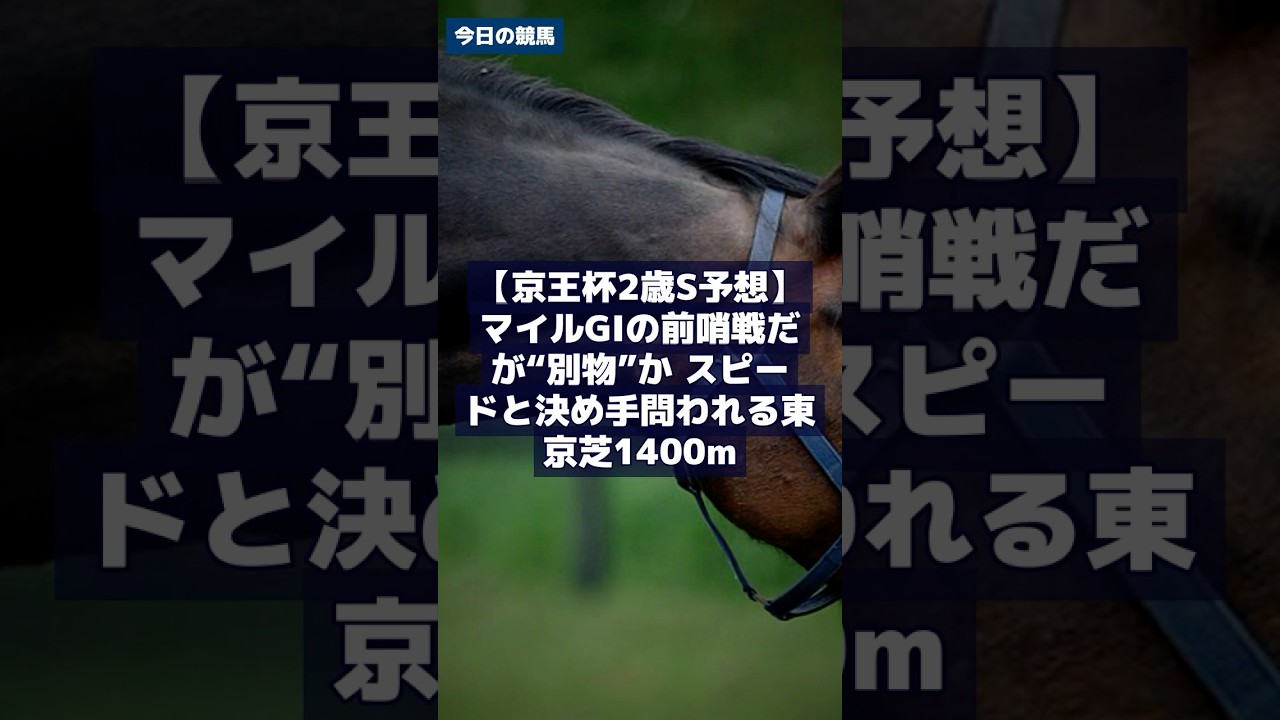 今日の競馬
【京王杯2歳S予想】
マイルGIの前哨戦だ
が“別物”か スピー
ドと決め手問われる東
京芝1400m